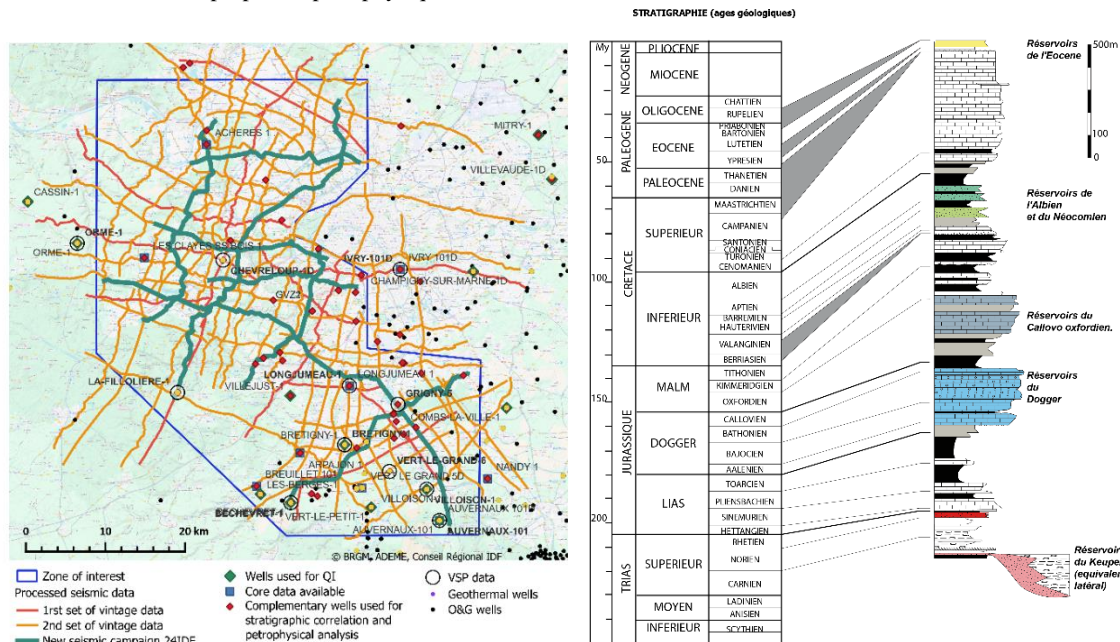 STRATIGRAPHIE (ages géologiques)
ACHERES 1
MITRY-1
VILLEVAUDE-1D
CASSIN-1
ORME-1
ORME-1
LES CLAYES SS BOIS 1
CHEVRELOUP-1D
IVRY-101D
IVRY 101D
CHAMPIGNY-SUR-MARNE-1D
GVZ2
LA-FILLOLIERE-1
LONGJUMEAU-1
LONGJUMEAU 1
VILLEJUST-1
GRIGNY-5
COMBS-LA-VILLE-1
BRETIGNY-1
ARPAJON 1
VERT-LE-GRAND-6
VERT LE GRAND 5D
NANDY 1
BREUILLET 101
LES-BERGES-1
VILLOISON-1
BECHEVRET-1
VERT-LE-PETIT-1
AUVERNAUX 101
AUVERNAUX-101
AUVERNAUX-101
0 10 20 km
© BRGM, ADEME, Conseil Régional IDF
Zone of interest
Processed seismic data
1rst set of vintage data
2nd set of vintage data
New seismic campaign 24IDF
Wells used for QI
Core data available
Complementary wells used for
stratigraphic correlation and
petrophysical analysis
VSP data
Geothermal wells
O&G wells
My
50
100
150
200
NEOGENE
PALEOGENE
CRETACE
JURASSIQUE
TRIAS
PLIOCENE
MIOCENE
OLIGOCENE
EOCENE
PALEOCENE
SUPERIEUR
INFERIEUR
MALM
DOGGER
LIAS
SUPERIEUR
MOYEN
INFERIEUR
CHATTIEN
RUPELIEN
PRIABONIEN
BARTONIEN
LUTETIEN
YPRESIEN
THANETIEN
DANIEN
MAASTRICHTIEN
CAMPANIEN
SANTONIEN
CONIACIEN
TURONIEN
CENOMANIEN
ALBIEN
APTIEN
BARREMIEN
HAUTERIVIEN
VALANGINIEN
BERRIASIEN
TITHONIEN
KIMMERIDGIEN
OXFORDIEN
CALLOVIEN
BATHONIEN
BAJOCIEN
AALENIEN
TOARCIEN
PLIENSBACHIEN
SINEMURIEN
HETTANGIEN
RHETIEN
NORIEN
CARNIEN
LADINIEN
ANISIEN
SCYTHIEN
Réservoirs
de l'Eocene
500m
100
0
Réservoirs de
l'Albien
et du Néocomien
Réservoirs du
Callovo oxfordien.
Réservoirs
du
Dogger
Réservoirs
du Keuper
(equivalent
latéral)